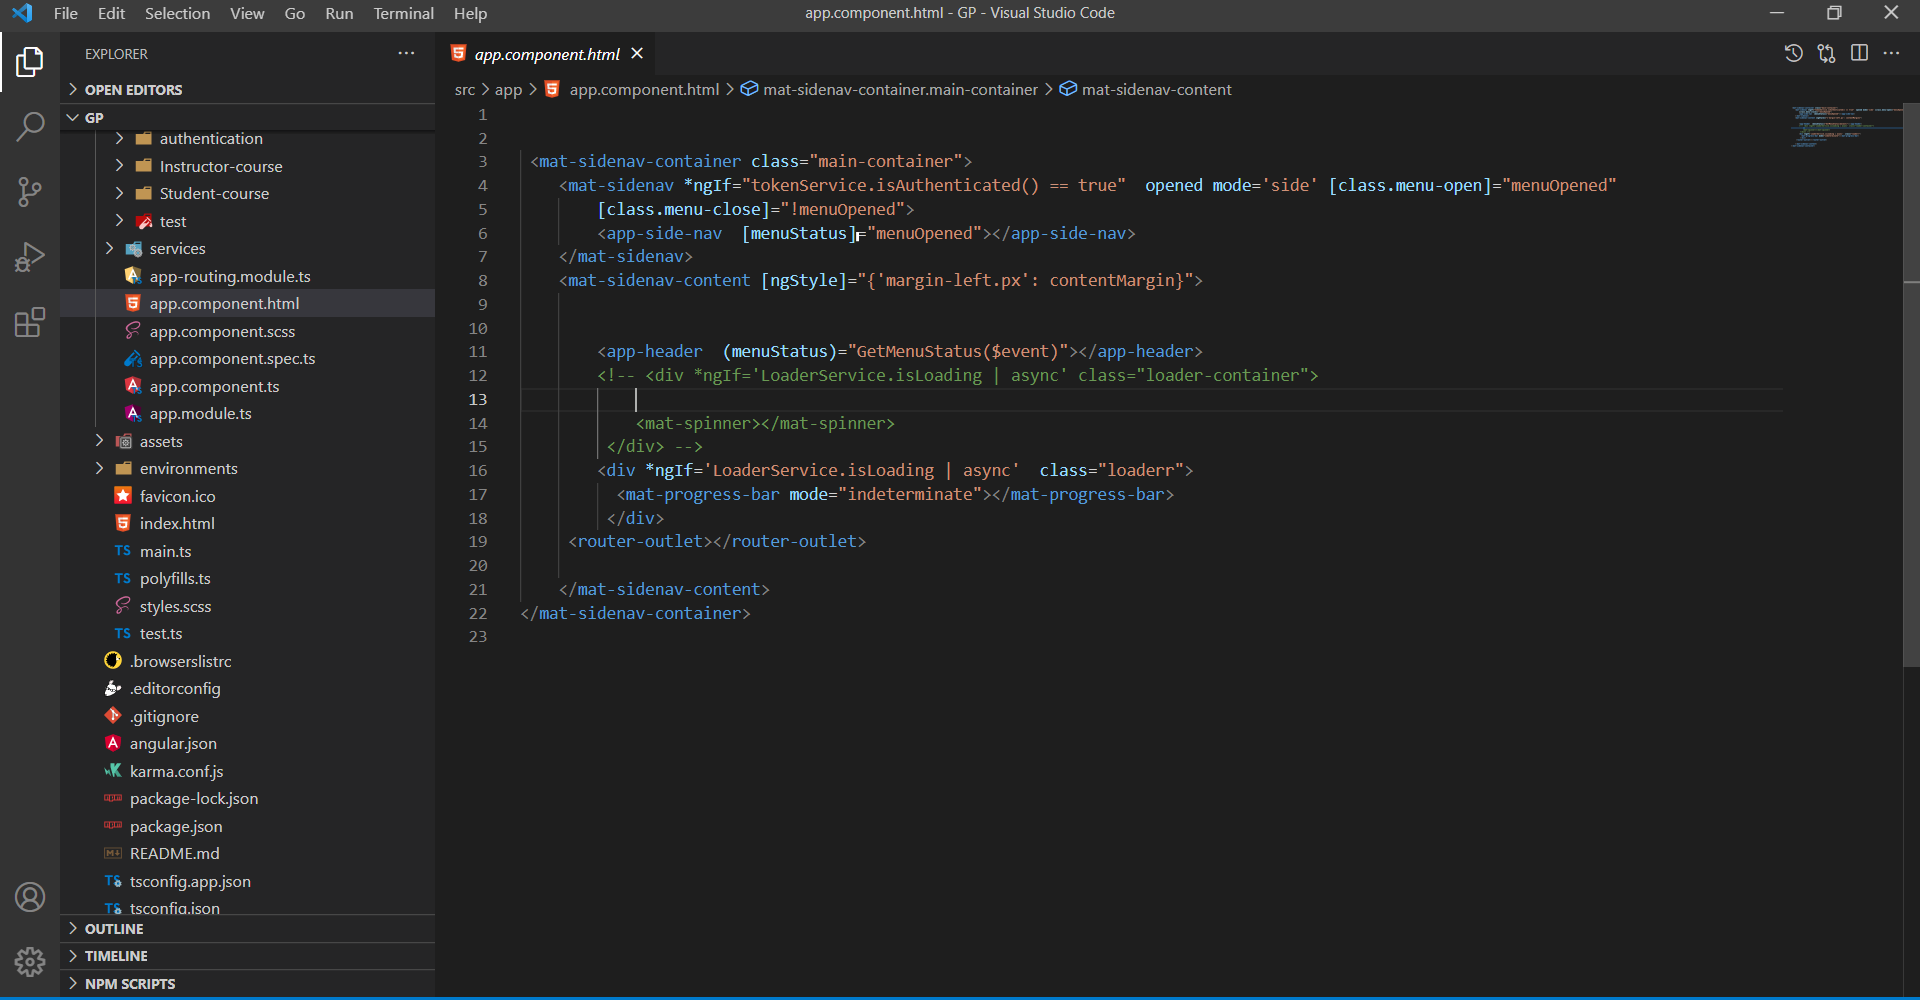 File Edit Selection View Go Run Terminal Help
app.component.html - GP - Visual Studio Code
EXPLORER
OPEN EDITORS
GP
authentication
Instructor-course
Student-course
test
services
app-routing.module.ts
app.component.html
app.component.scss
app.component.spec.ts
app.component.ts
app.module.ts
assets
environments
favicon.ico
index.html
TS main.ts
TS polyfills.ts
styles.scss
TS test.ts
.browserslistrc
.editorconfig
.gitignore
angular.json
karma.conf.js
package-lock.json
package.json
README.md
TS tsconfig.app.json
TS tsconfig.json
OUTLINE
TIMELINE
NPM SCRIPTS
app.component.html
src > app > app.component.html > mat-sidenav-container.main-container > mat-sidenav-content
1
2
3 <mat-sidenav-container class="main-container">
4 <mat-sidenav *ngIf="tokenService.isAuthenticated() == true"  opened mode='side' [class.menu-open]="menuOpened"
5 [class.menu-close]="!menuOpened">
6 <app-side-nav  [menuStatus]="menuOpened"></app-side-nav>
7 </mat-sidenav>
8 <mat-sidenav-content [ngStyle]="{'margin-left.px': contentMargin}">
9
10
11 <app-header  (menuStatus)="GetMenuStatus($event)"></app-header>
12 <!-- <div *ngIf='LoaderService.isLoading | async' class="loader-container">
13
14 <mat-spinner></mat-spinner>
15 </div> -->
16 <div *ngIf='LoaderService.isLoading | async'  class="loaderr">
17 <mat-progress-bar mode="indeterminate"></mat-progress-bar>
18 </div>
19 <router-outlet></router-outlet>
20
21 </mat-sidenav-content>
22 </mat-sidenav-container>
23